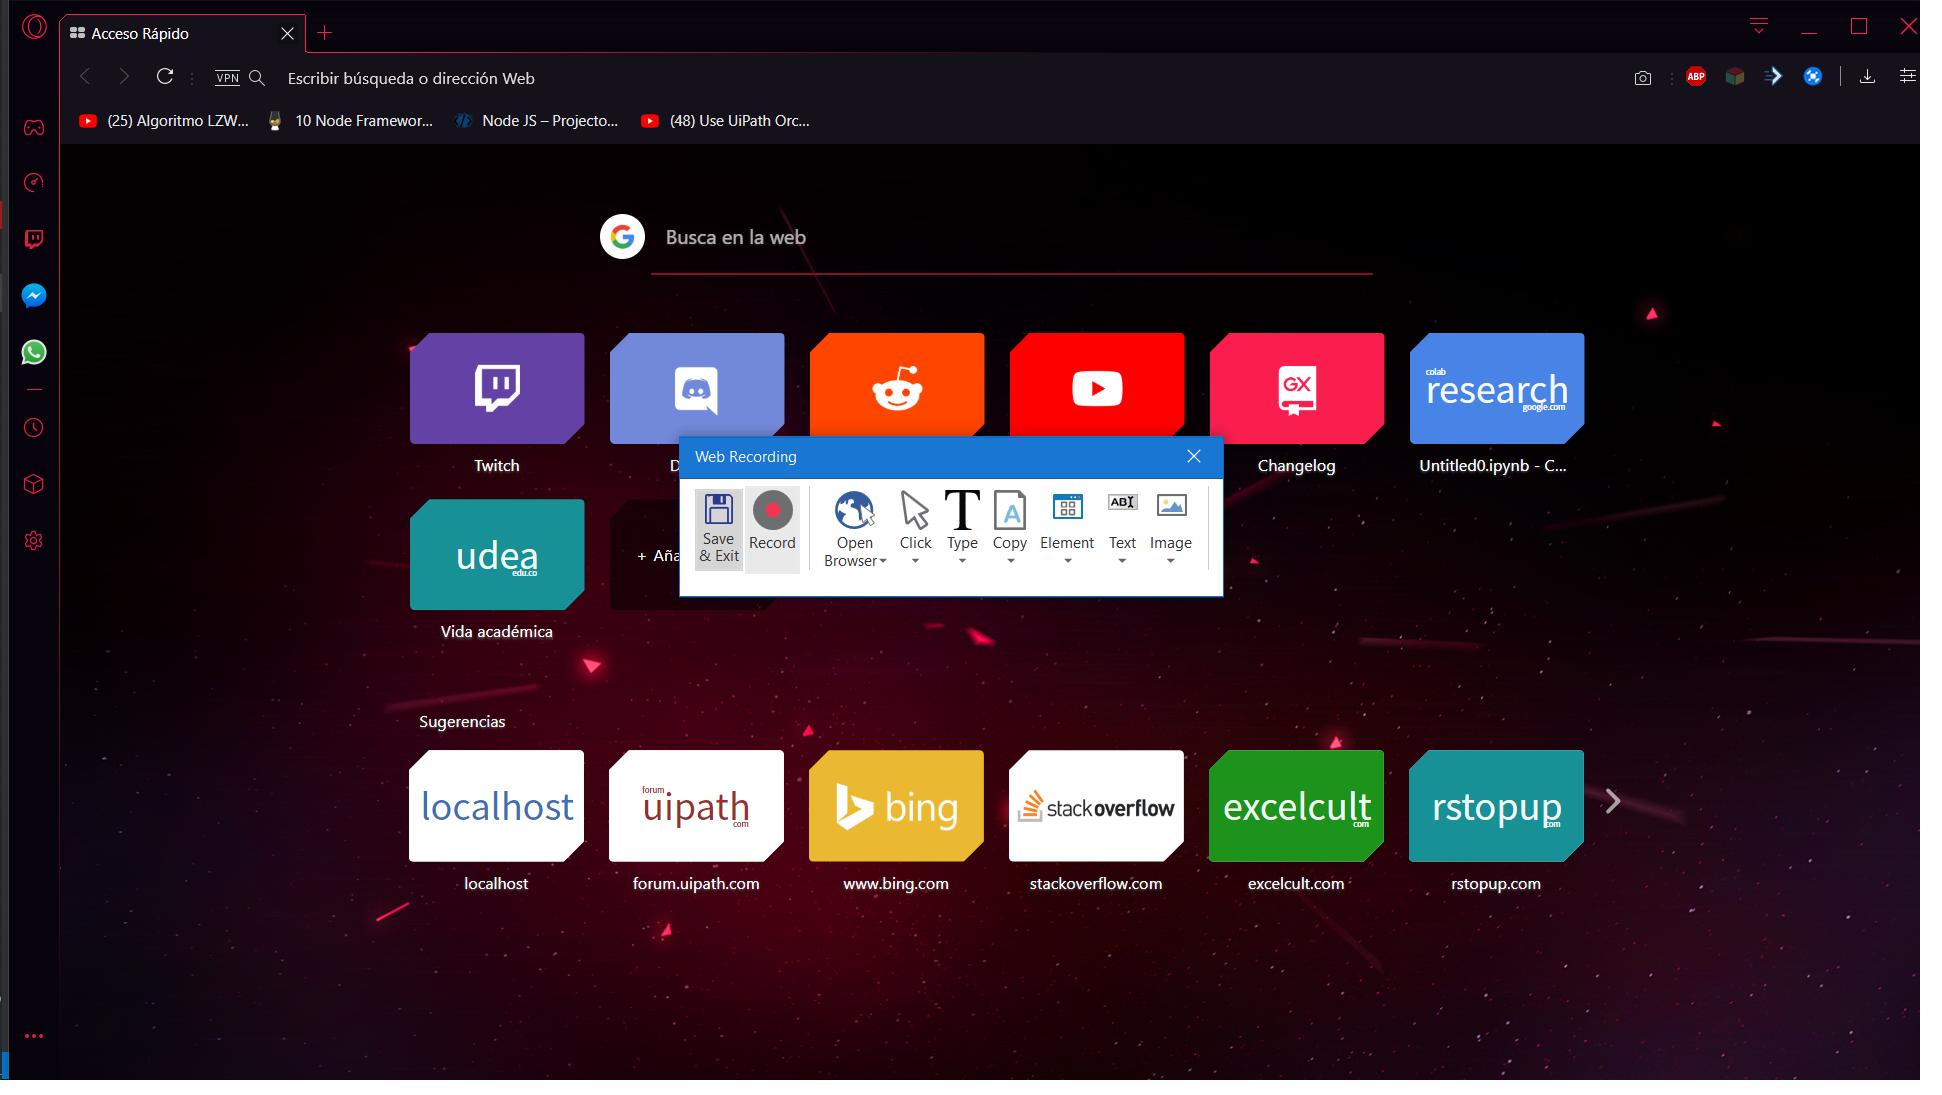 Acceso Rápido
VPN
Escribir búsqueda o dirección Web
ABP
(25) Algoritmo LZW...
10 Node Framewor...
Node JS – Projecto...
(48) Use UiPath Orc...
Busca en la web
GX
colab
research
google.com
Twitch
D
Changelog
Untitled0.ipynb - C...
Web Recording
Save
& Exit
Record
Open
Browser
Click
T
Type
A
Copy
Element
AB
Text
Image
udea
edu.co
+ Aña
Vida académica
Sugerencias
localhost
forum
uipath
com
bing
stackoverflow
excelcult
com
rstopup
com
localhost
forum.uipath.com
www.bing.com
stackoverflow.com
excelcult.com
rstopup.com